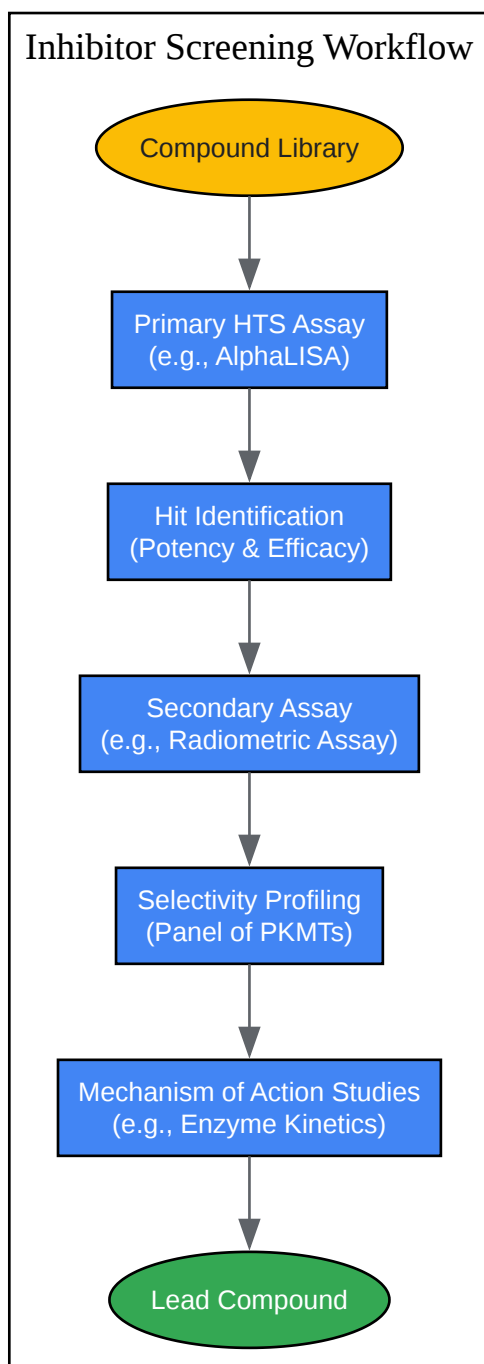 Inhibitor Screening Workflow
Compound Library
Primary HTS Assay
(e.g., AlphaLISA)
Hit Identification
(Potency & Efficacy)
Secondary Assay
(e.g., Radiometric Assay)
Selectivity Profiling
(Panel of PKMTs)
Mechanism of Action Studies
(e.g., Enzyme Kinetics)
Lead Compound